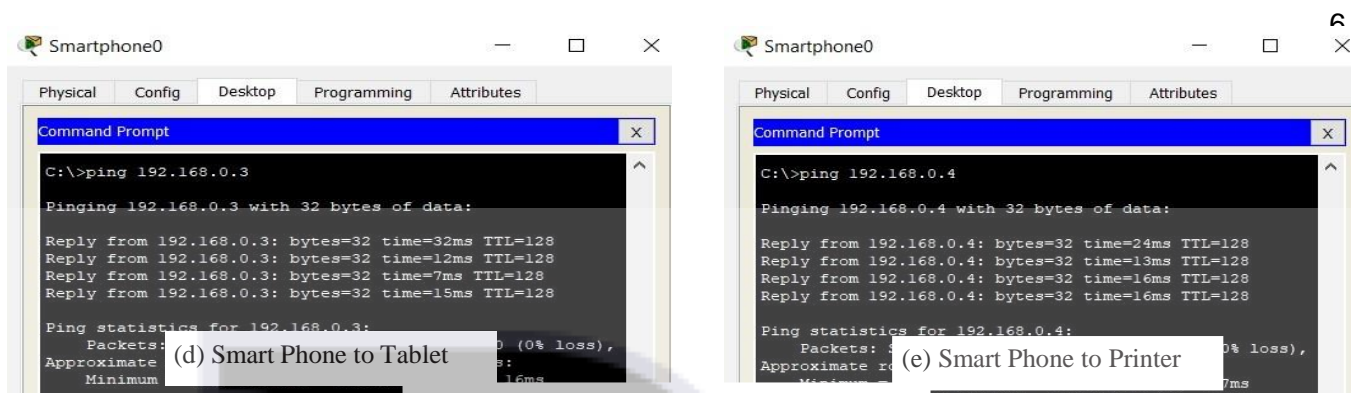 6
Smartphone0
Physical Config Desktop Programming Attributes
Command Prompt X
C:\>ping 192.168.0.3
Pinging 192.168.0.3 with 32 bytes of data:
Reply from 192.168.0.3: bytes=32 time=32ms TTL=128
Reply from 192.168.0.3: bytes=32 time=12ms TTL=128
Reply from 192.168.0.3: bytes=32 time=7ms TTL=128
Reply from 192.168.0.3: bytes=32 time=15ms TTL=128
Ping statistics for 192.168.0.3:
Packets: (0% loss),
Approximate
Minimum 16ms
(d) Smart Phone to Tablet
Smartphone0
Physical Config Desktop Programming Attributes
Command Prompt X
C:\>ping 192.168.0.4
Pinging 192.168.0.4 with 32 bytes of data:
Reply from 192.168.0.4: bytes=32 time=24ms TTL=128
Reply from 192.168.0.4: bytes=32 time=13ms TTL=128
Reply from 192.168.0.4: bytes=32 time=16ms TTL=128
Reply from 192.168.0.4: bytes=32 time=16ms TTL=128
Ping statistics for 192.168.0.4:
Packets: loss),
Approximate
7ms
(e) Smart Phone to Printer